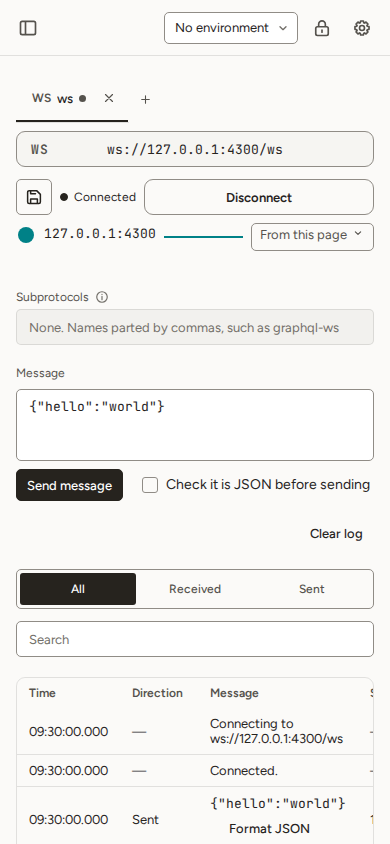 No environment
WS ws
WS ws://127.0.0.1:4300/ws
Connected Disconnect
127.0.0.1:4300 From this page
Subprotocols
None. Names parted by commas, such as graphql-ws
Message
{"hello":"world"}
Send message Check it is JSON before sending
Clear log
All Received Sent
Search
Time Direction Message
09:30:00.000 — Connecting to
ws://127.0.0.1:4300/ws
09:30:00.000 — Connected.
09:30:00.000 Sent {"hello":"world"}
Format JSON